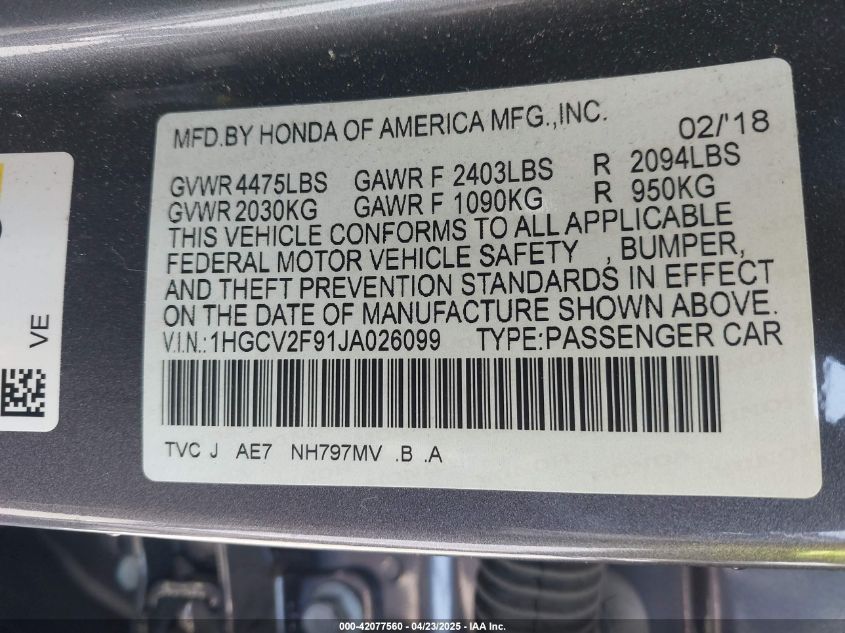 MFD.BY HONDA OF AMERICA MFG.,INC. 02/'18
GVWR 4475LBS GAWR F 2403LBS R 2094LBS
GVWR 2030KG GAWR F 1090KG R 950KG
THIS VEHICLE CONFORMS TO ALL APPLICABLE
FEDERAL MOTOR VEHICLE SAFETY , BUMPER,
AND THEFT PREVENTION STANDARDS IN EFFECT
ON THE DATE OF MANUFACTURE SHOWN ABOVE.
V.I.N.:1HGCV2F91JA026099 TYPE:PASSENGER CAR
TVC J AE7 NH797MV .B .A
VE
000-42077560 - 04/23/2025 - IAA Inc.